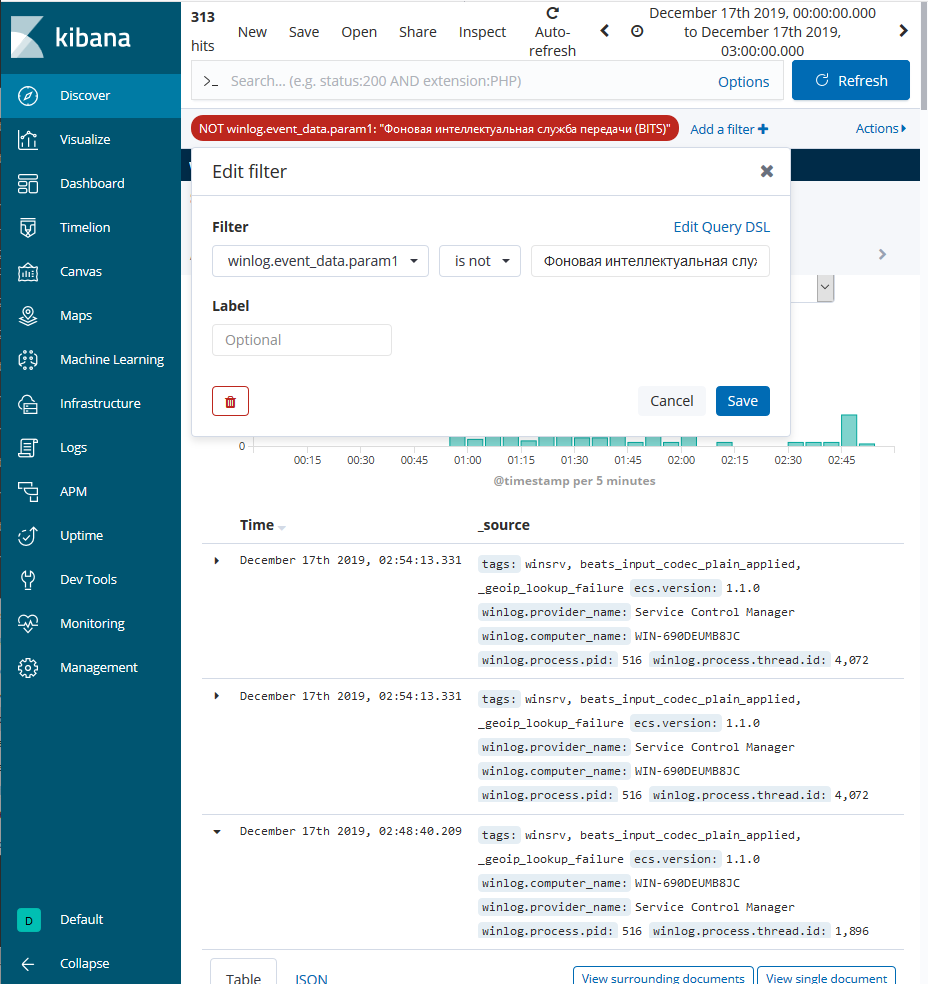 kibana
Discover
Visualize
Dashboard
Timelion
Canvas
Maps
Machine Learning
Infrastructure
Logs
APM
Uptime
Dev Tools
Monitoring
Management
D Default
Collapse
313
hits
New Save Open Share Inspect
Auto-
refresh
December 17th 2019, 00:00:00.000
to December 17th 2019,
03:00:00.000
>_ Search... (e.g. status:200 AND extension:PHP) Options Refresh
NOT winlog.event_data.param1: "Фоновая интеллектуальная служба передачи (BITS)" Add a filter + Actions
Edit filter
Filter Edit Query DSL
winlog.event_data.param1 is not Фоновая интеллектуальная слу
Label
Optional
Cancel Save
0
00:15 00:30 00:45 01:00 01:15 01:30 01:45 02:00 02:15 02:30 02:45
@timestamp per 5 minutes
Time _source
December 17th 2019, 02:54:13.331 tags: winsrv, beats_input_codec_plain_applied,
_geoip_lookup_failure ecs.version: 1.1.0
winlog.provider_name: Service Control Manager
winlog.computer_name: WIN-690DEUMB8JC
winlog.process.pid: 516 winlog.process.thread.id: 4,072
December 17th 2019, 02:54:13.331 tags: winsrv, beats_input_codec_plain_applied,
_geoip_lookup_failure ecs.version: 1.1.0
winlog.provider_name: Service Control Manager
winlog.computer_name: WIN-690DEUMB8JC
winlog.process.pid: 516 winlog.process.thread.id: 4,072
December 17th 2019, 02:48:40.209 tags: winsrv, beats_input_codec_plain_applied,
_geoip_lookup_failure ecs.version: 1.1.0
winlog.computer_name: WIN-690DEUMB8JC
winlog.provider_name: Service Control Manager
winlog.process.pid: 516 winlog.process.thread.id: 1,896
Table JSON View surrounding documents View single document